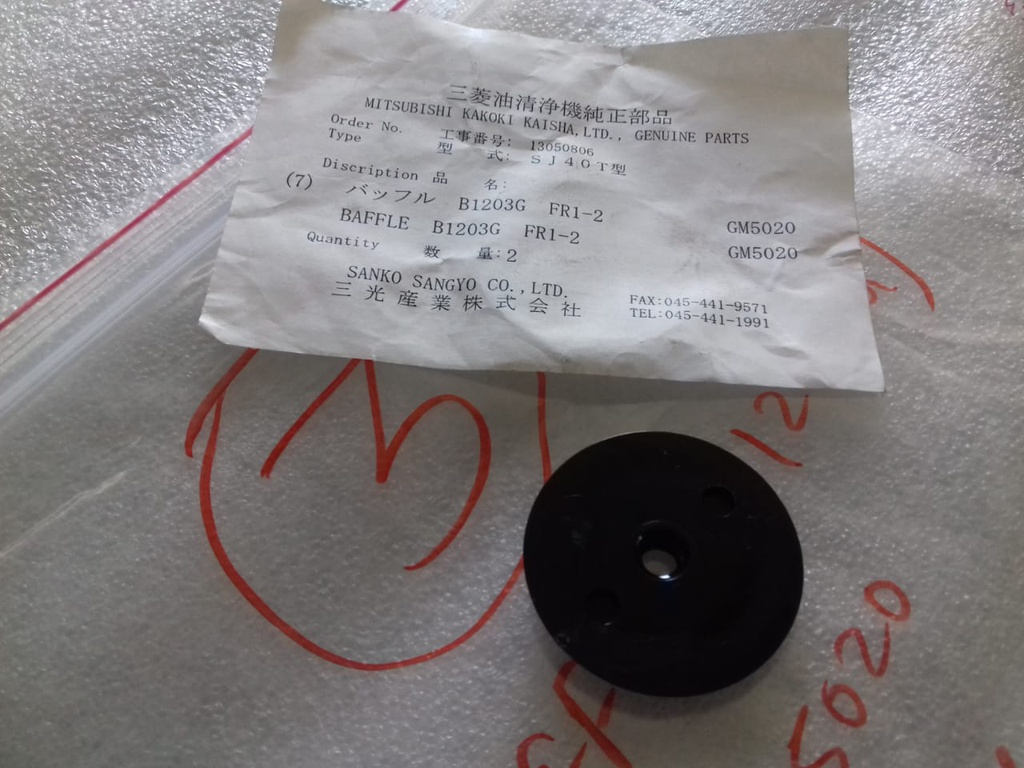 三菱油清浄機純正部品
MITSUBISHI KAKOKI KAISHA,LTD., GENUINE PARTS
Order No. 工事番号: 13050806
Type 型 式: SJ40T型
Discription 品 名:
(7) バッフル B1203G FR1-2 GM5020
BAFFLE B1203G FR1-2 GM5020
Quantity 数 量:2
SANKO SANGYO CO.,LTD. FAX:045-441-9571
三光産業株式会社 TEL:045-441-1991
12
5020